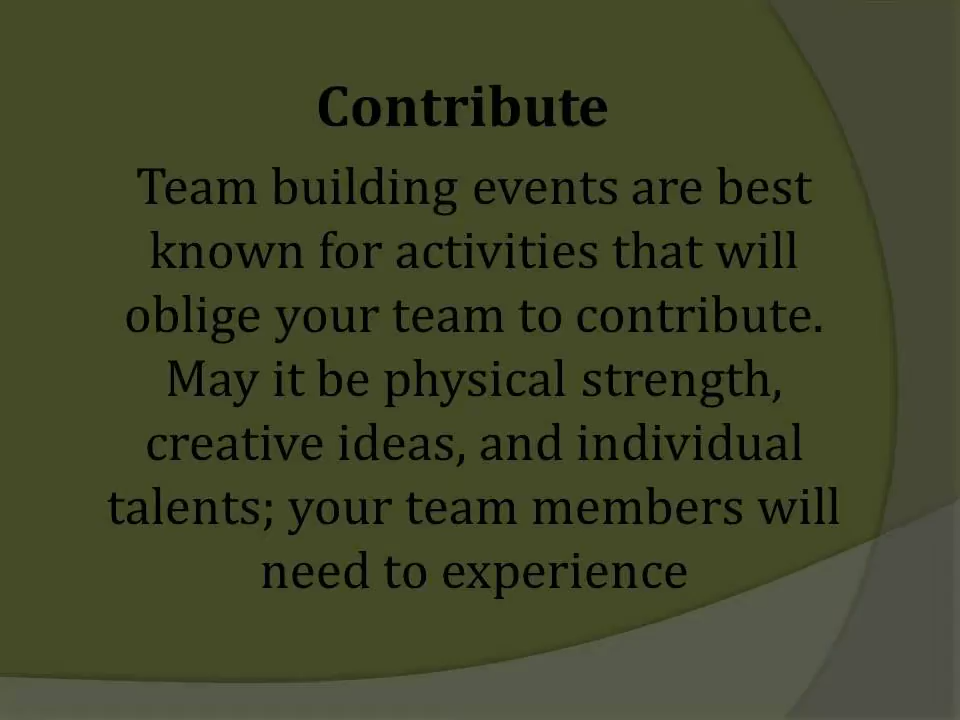 Contribute
Team building events are best
known for activities that will
oblige your team to contribute.
May it be physical strength,
creative ideas, and individual
talents; your team members will
need to experience